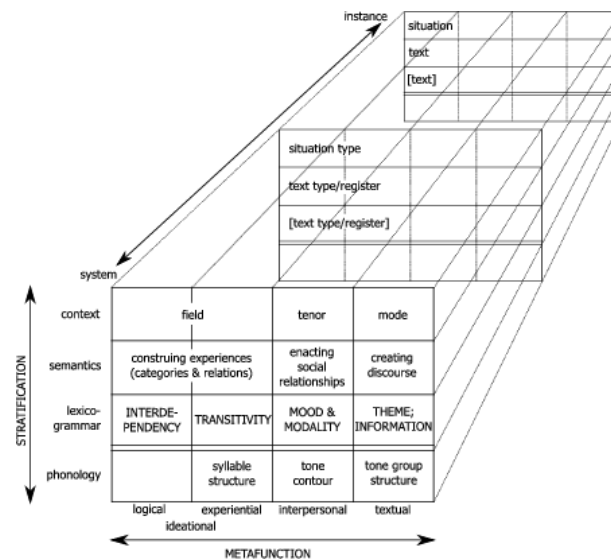 instance
situation
text
[text]
situation type
text type/register
[text type/register]
system
context
field
tenor
mode
semantics
construing experiences
(categories & relations)
enacting
social
relationships
creating
discourse
lexico-
grammar
INTERDE-
PENDENCY
TRANSITIVITY
MOOD &
MODALITY
THEME;
INFORMATION
phonology
syllable
structure
tone
contour
tone group
structure
STRATIFICATION
logical
experiential
interpersonal
textual
ideational
METAFUNCTION